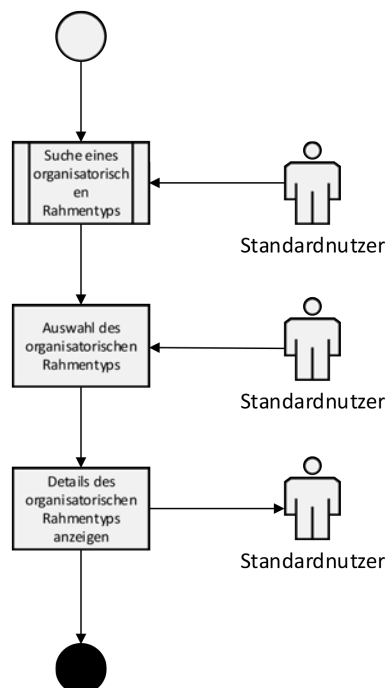 Suche eines
organisatorisch
en
Rahmentyps
Standardnutzer
Auswahl des
organisatorischen
Rahmentyps
Standardnutzer
Details des
organisatorischen
Rahmentyps
anzeigen
Standardnutzer